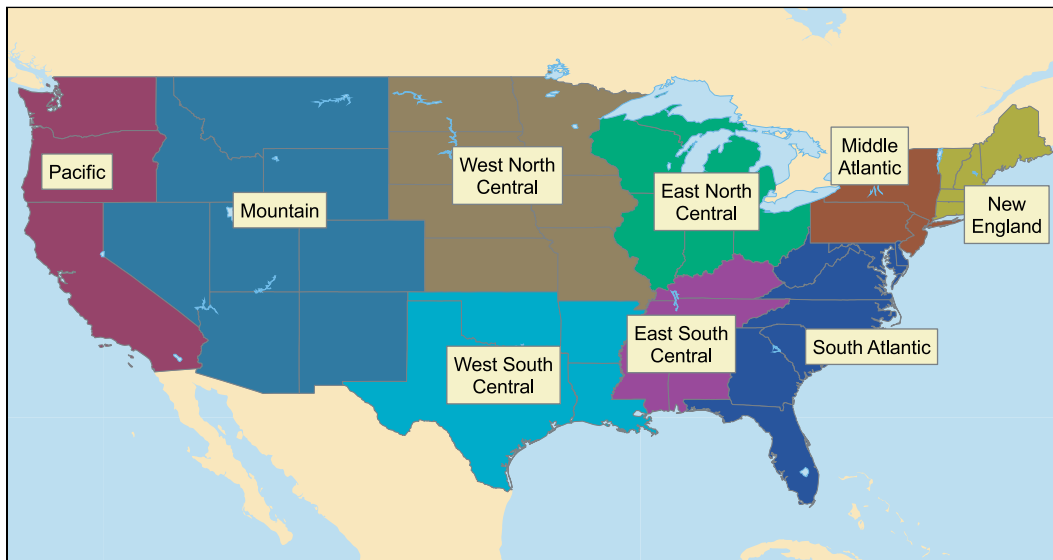 Pacific
Mountain
West North
Central
East North
Central
Middle
Atlantic
New
England
West South
Central
East South
Central
South Atlantic